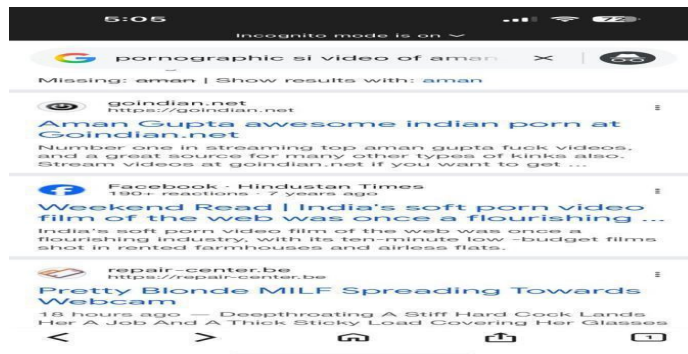 5:05
72
Incognito mode is on
pornographic si video of aman
Missing: aman | Show results with: aman
goindian.net
https://goindian.net
Aman Gupta awesome indian porn at
Goindian.net
Number one in streaming top aman gupta fuck videos,
and a great source for many other types of kinks also.
Stream videos at goindian.net if you want to get ...
Facebook · Hindustan Times
190+ reactions · 7 years ago
Weekend Read | India's soft porn video
film of the web was once a flourishing ...
India's soft porn video film of the web was once a
flourishing industry, with its ten-minute low -budget films
shot in rented farmhouses and airless flats.
repair-center.be
https://repair-center.be
Pretty Blonde MILF Spreading Towards
Webcam
18 hours ago — Deepthroating A Stiff Hard Cock Lands
Her A Job And A Thick Sticky Load Covering Her Glasses
1